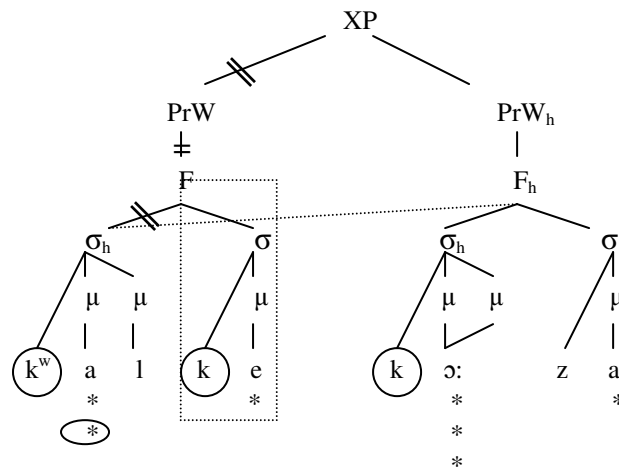 XP
PrW PrWₕ
F Fₕ
σₕ σ σₕ σ
μ μ μ μ μ μ
kʷ a l k e k ɔ: z a
* * * *
* *
*